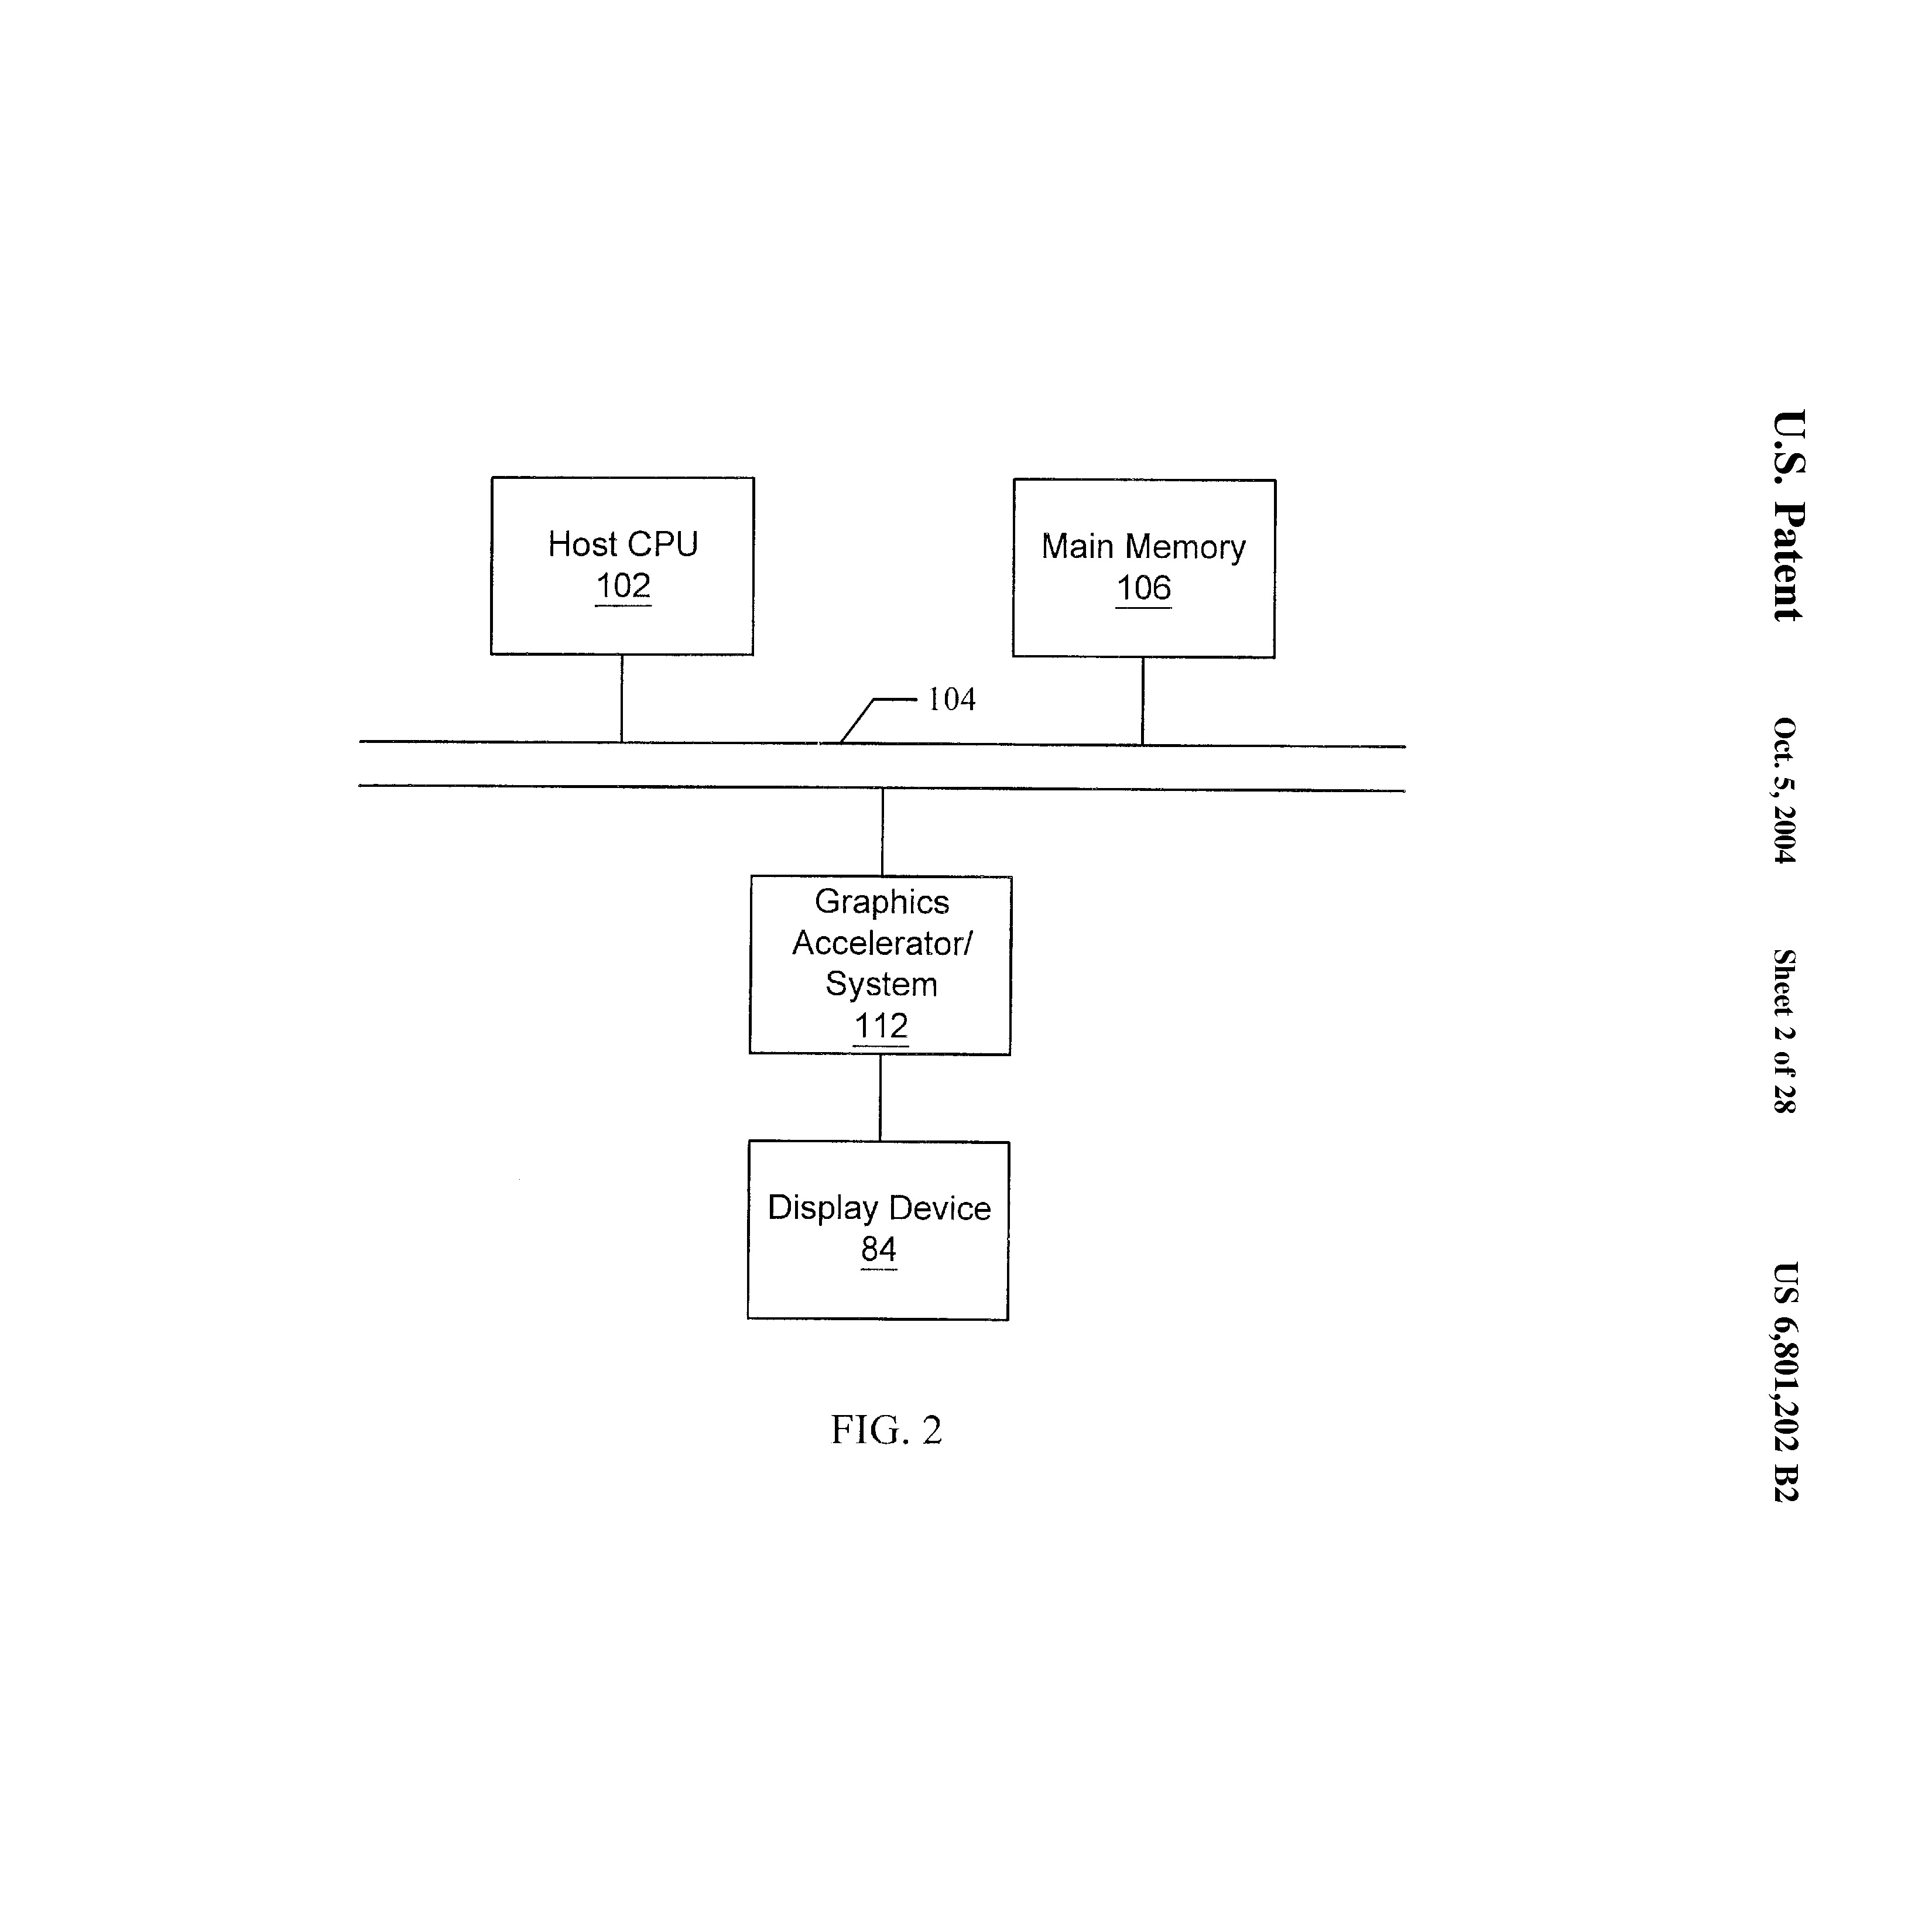 U.S. Patent Oct. 5, 2004 Sheet 2 of 28 US 6,801,202 B2
Host CPU
102
Main Memory
106
104
Graphics
Accelerator/
System
112
Display Device
84
FIG. 2